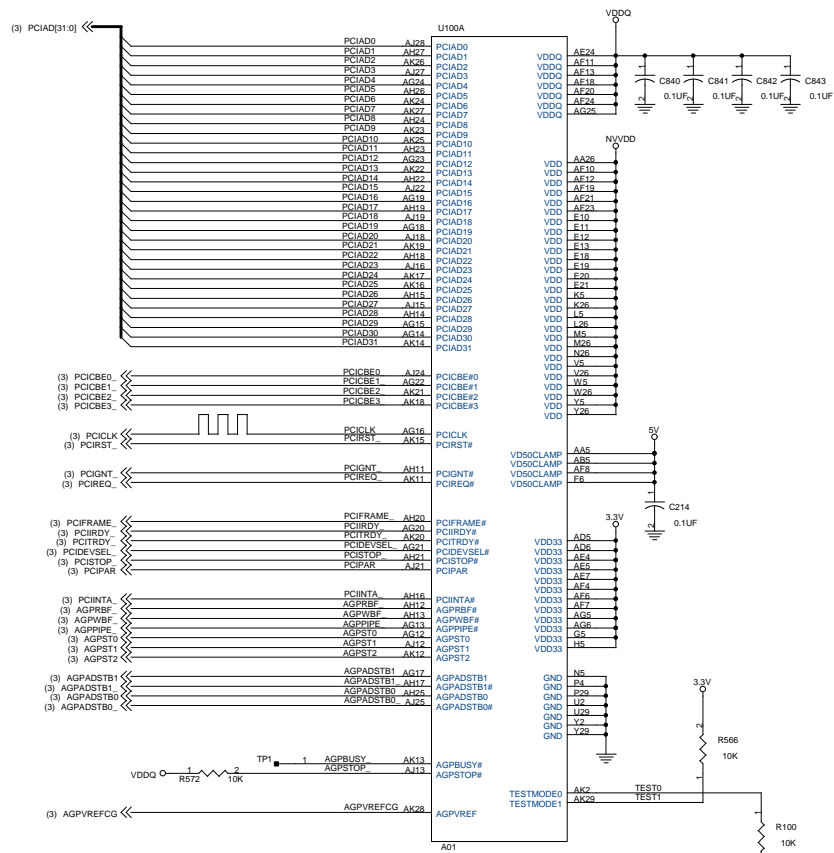 U100A
VDDQ
(3) PCIAD[31:0]
PCIAD0 AJ28 PCIAD0
PCIAD1 AH27 PCIAD1
PCIAD2 AK26 PCIAD2
PCIAD3 AJ27 PCIAD3
PCIAD4 AG24 PCIAD4
PCIAD5 AH26 PCIAD5
PCIAD6 AK24 PCIAD6
PCIAD7 AK27 PCIAD7
PCIAD8 AH24 PCIAD8
PCIAD9 AK23 PCIAD9
PCIAD10 AK25 PCIAD10
PCIAD11 AH23 PCIAD11
PCIAD12 AG23 PCIAD12
PCIAD13 AK22 PCIAD13
PCIAD14 AH22 PCIAD14
PCIAD15 AJ22 PCIAD15
PCIAD16 AG19 PCIAD16
PCIAD17 AH19 PCIAD17
PCIAD18 AJ19 PCIAD18
PCIAD19 AG18 PCIAD19
PCIAD20 AJ18 PCIAD20
PCIAD21 AK19 PCIAD21
PCIAD22 AH18 PCIAD22
PCIAD23 AJ16 PCIAD23
PCIAD24 AK17 PCIAD24
PCIAD25 AK16 PCIAD25
PCIAD26 AH15 PCIAD26
PCIAD27 AJ15 PCIAD27
PCIAD28 AH14 PCIAD28
PCIAD29 AG15 PCIAD29
PCIAD30 AG14 PCIAD30
PCIAD31 AK14 PCIAD31
(3) PCICBE0_ PCICBE0_ AJ24 PCICBE#0
(3) PCICBE1_ PCICBE1_ AG22 PCICBE#1
(3) PCICBE2_ PCICBE2_ AK21 PCICBE#2
(3) PCICBE3_ PCICBE3_ AK18 PCICBE#3
(3) PCICLK PCICLK AG16 PCICLK
(3) PCIRST_ PCIRST_ AK15 PCIRST#
(3) PCIGNT_ PCIGNT_ AH11 PCIGNT#
(3) PCIREQ_ PCIREQ_ AK11 PCIREQ#
(3) PCIFRAME_ PCIFRAME_ AH20 PCIFRAME#
(3) PCIIRDY_ PCIIRDY_ AG20 PCIIRDY#
(3) PCITRDY_ PCITRDY_ AK20 PCITRDY#
(3) PCIDEVSEL_ PCIDEVSEL_ AG21 PCIDEVSEL#
(3) PCISTOP_ PCISTOP_ AH21 PCISTOP#
(3) PCIPAR PCIPAR AJ21 PCIPAR
(3) PCIINTA_ PCIINTA_ AH16 PCIINTA#
(3) AGPRBF_ AGPRBF_ AH12 AGPRBF#
(3) AGPWBF_ AGPWBF_ AH13 AGPWBF#
(3) AGPPIPE_ AGPPIPE_ AG13 AGPPIPE#
(3) AGPST0 AGPST0 AG12 AGPST0
(3) AGPST1 AGPST1 AJ12 AGPST1
(3) AGPST2 AGPST2 AK12 AGPST2
(3) AGPADSTB1 AGPADSTB1 AG17 AGPADSTB1
(3) AGPADSTB1_ AGPADSTB1_ AH17 AGPADSTB1#
(3) AGPADSTB0 AGPADSTB0 AH25 AGPADSTB0
(3) AGPADSTB0_ AGPADSTB0_ AJ25 AGPADSTB0#
TP1 1 AGPBUSY_ AK13 AGPBUSY#
VDDQ 1 R572 2 10K AGPSTOP_ AJ13 AGPSTOP#
(3) AGPVREFCG AGPVREFCG AK28 AGPVREF
A01
VDDQ AE24
VDDQ AF11
VDDQ AF13
VDDQ AF18
VDDQ AF20
VDDQ AF24
VDDQ AG25
1 C840 2 0.1UF
1 C841 2 0.1UF
1 C842 2 0.1UF
1 C843 2 0.1UF
NVVDD
VDD AA26
VDD AF10
VDD AF12
VDD AF19
VDD AF21
VDD AF23
VDD E10
VDD E11
VDD E12
VDD E13
VDD E18
VDD E19
VDD E20
VDD E21
VDD K5
VDD K26
VDD L5
VDD L26
VDD M5
VDD M26
VDD N26
VDD V5
VDD V26
VDD W5
VDD W26
VDD Y5
VDD Y26
5V
VD50CLAMP AA5
VD50CLAMP AB5
VD50CLAMP AF8
VD50CLAMP F6
1 C214 2 0.1UF
3.3V
VDD33 AD5
VDD33 AD6
VDD33 AE4
VDD33 AE5
VDD33 AE7
VDD33 AF4
VDD33 AF6
VDD33 AF7
VDD33 AG5
VDD33 AG6
VDD33 G5
VDD33 H5
GND N5
GND P4
GND P29
GND U2
GND U29
GND Y2
GND Y29
3.3V
2 R566 10K 1
TESTMODE0 AK2 TEST0
TESTMODE1 AK29 TEST1
1 R100
10K